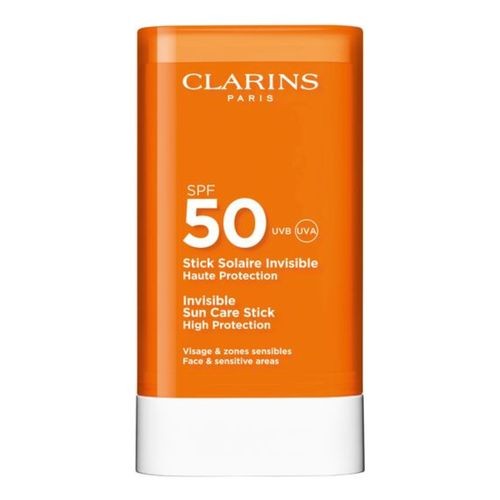 CLARINS
PARIS
SPF
50 UVB UVA
Stick Solaire Invisible
Haute Protection
Invisible
Sun Care Stick
High Protection
Visage & zones sensibles
Face & sensitive areas